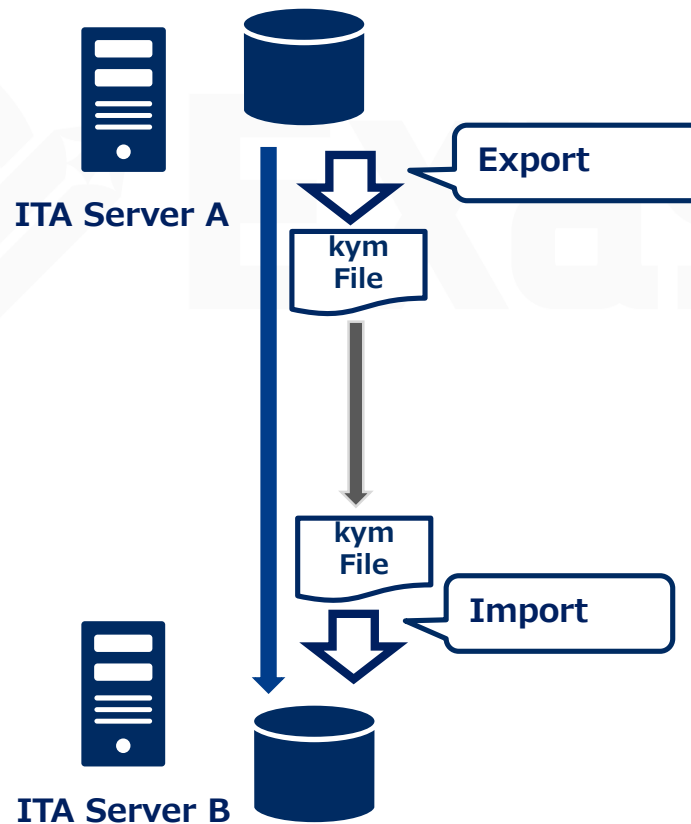 ITA Server A
Export
kym
File
kym
File
Import
ITA Server B